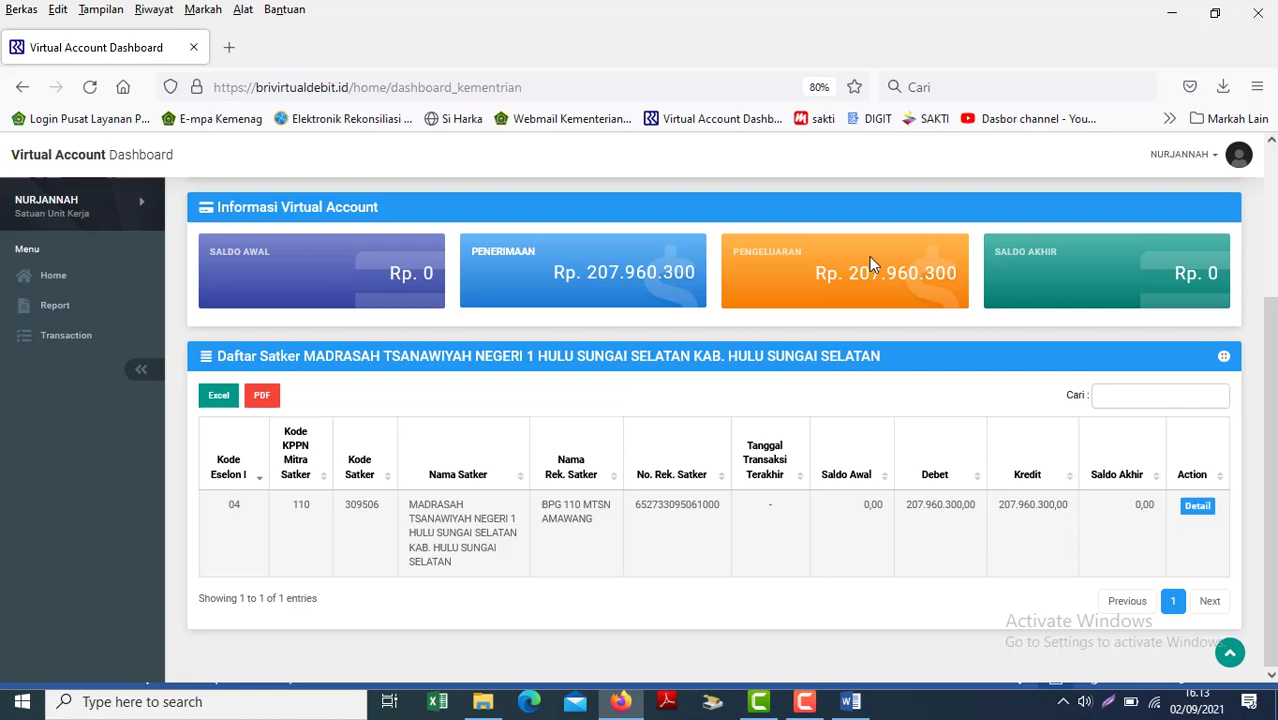 Berkas Edit Tampilan Riwayat Markah Alat Bantuan
Virtual Account Dashboard
https://brivirtualdebit.id/home/dashboard_kementrian 80% Cari
Login Pusat Layanan P... E-mpa Kemenag Elektronik Rekonsiliasi ... Si Harka Webmail Kementerian... Virtual Account Dashb... sakti DIGIT SAKTI Dasbor channel - You... Markah Lain
Virtual Account Dashboard NURJANNAH
NURJANNAH
Satuan Unit Kerja
Menu
Home
Report
Transaction
Informasi Virtual Account
SALDO AWAL
Rp. 0
PENERIMAAN
Rp. 207.960.300
PENGELUARAN
Rp. 207.960.300
SALDO AKHIR
Rp. 0
Daftar Satker MADRASAH TSANAWIYAH NEGERI 1 HULU SUNGAI SELATAN KAB. HULU SUNGAI SELATAN
Excel PDF Cari :
Kode
Eselon I
Kode
KPPN
Mitra
Satker
Kode
Satker
Nama Satker
Nama
Rek. Satker
No. Rek. Satker
Tanggal
Transaksi
Terakhir
Saldo Awal
Debet
Kredit
Saldo Akhir
Action
04
110
309506
MADRASAH
TSANAWIYAH NEGERI 1
HULU SUNGAI SELATAN
KAB. HULU SUNGAI
SELATAN
BPG 110 MTSN
AMAWANG
652733095061000
-
0,00
207.960.300,00
207.960.300,00
0,00
Detail
Showing 1 to 1 of 1 entries
Previous 1 Next
Activate Windows
Go to Settings to activate Windows.
Type here to search
16.13
02/09/2021